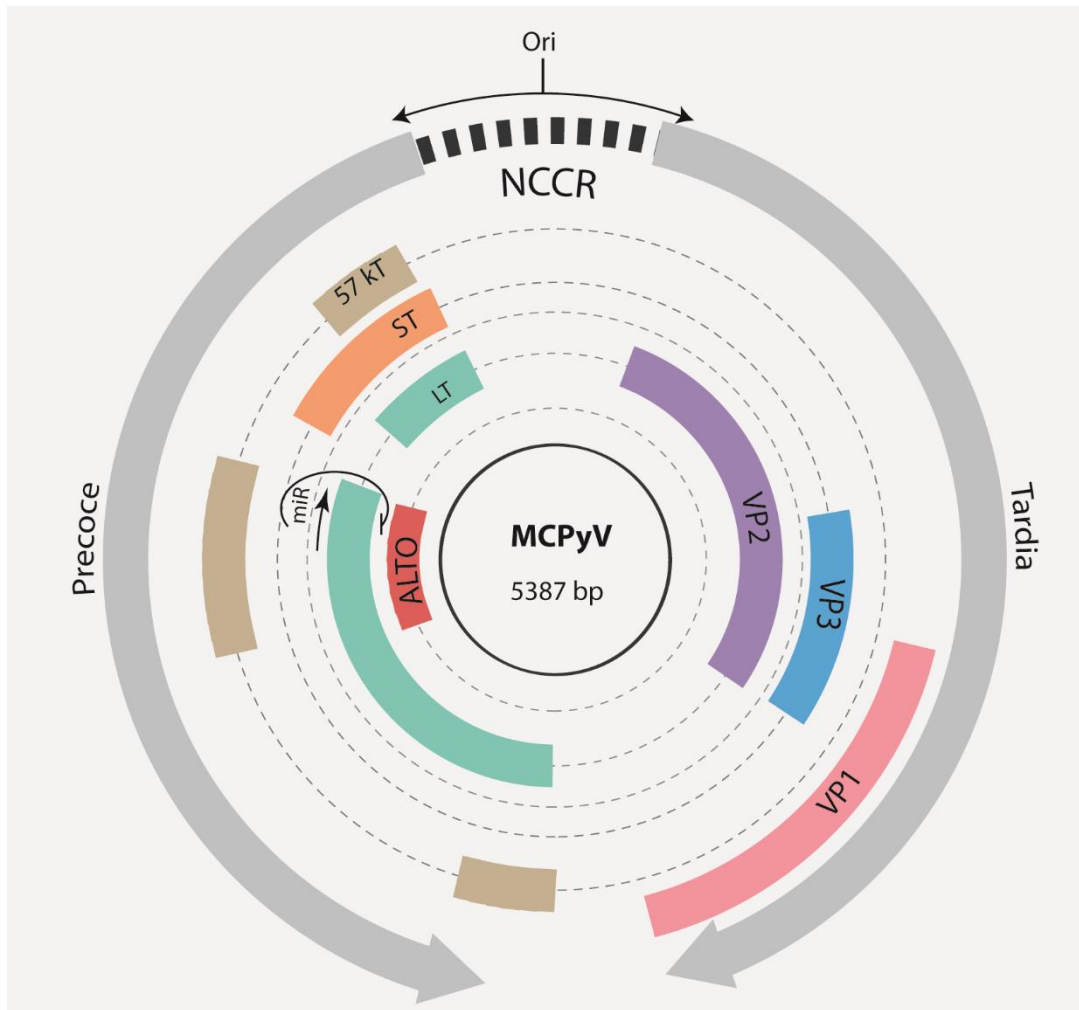 Ori
NCCR
57 kT
ST
LT
miR
ALTO
MCPyV
5387 bp
VP2
VP3
VP1
Precoce
Tardia